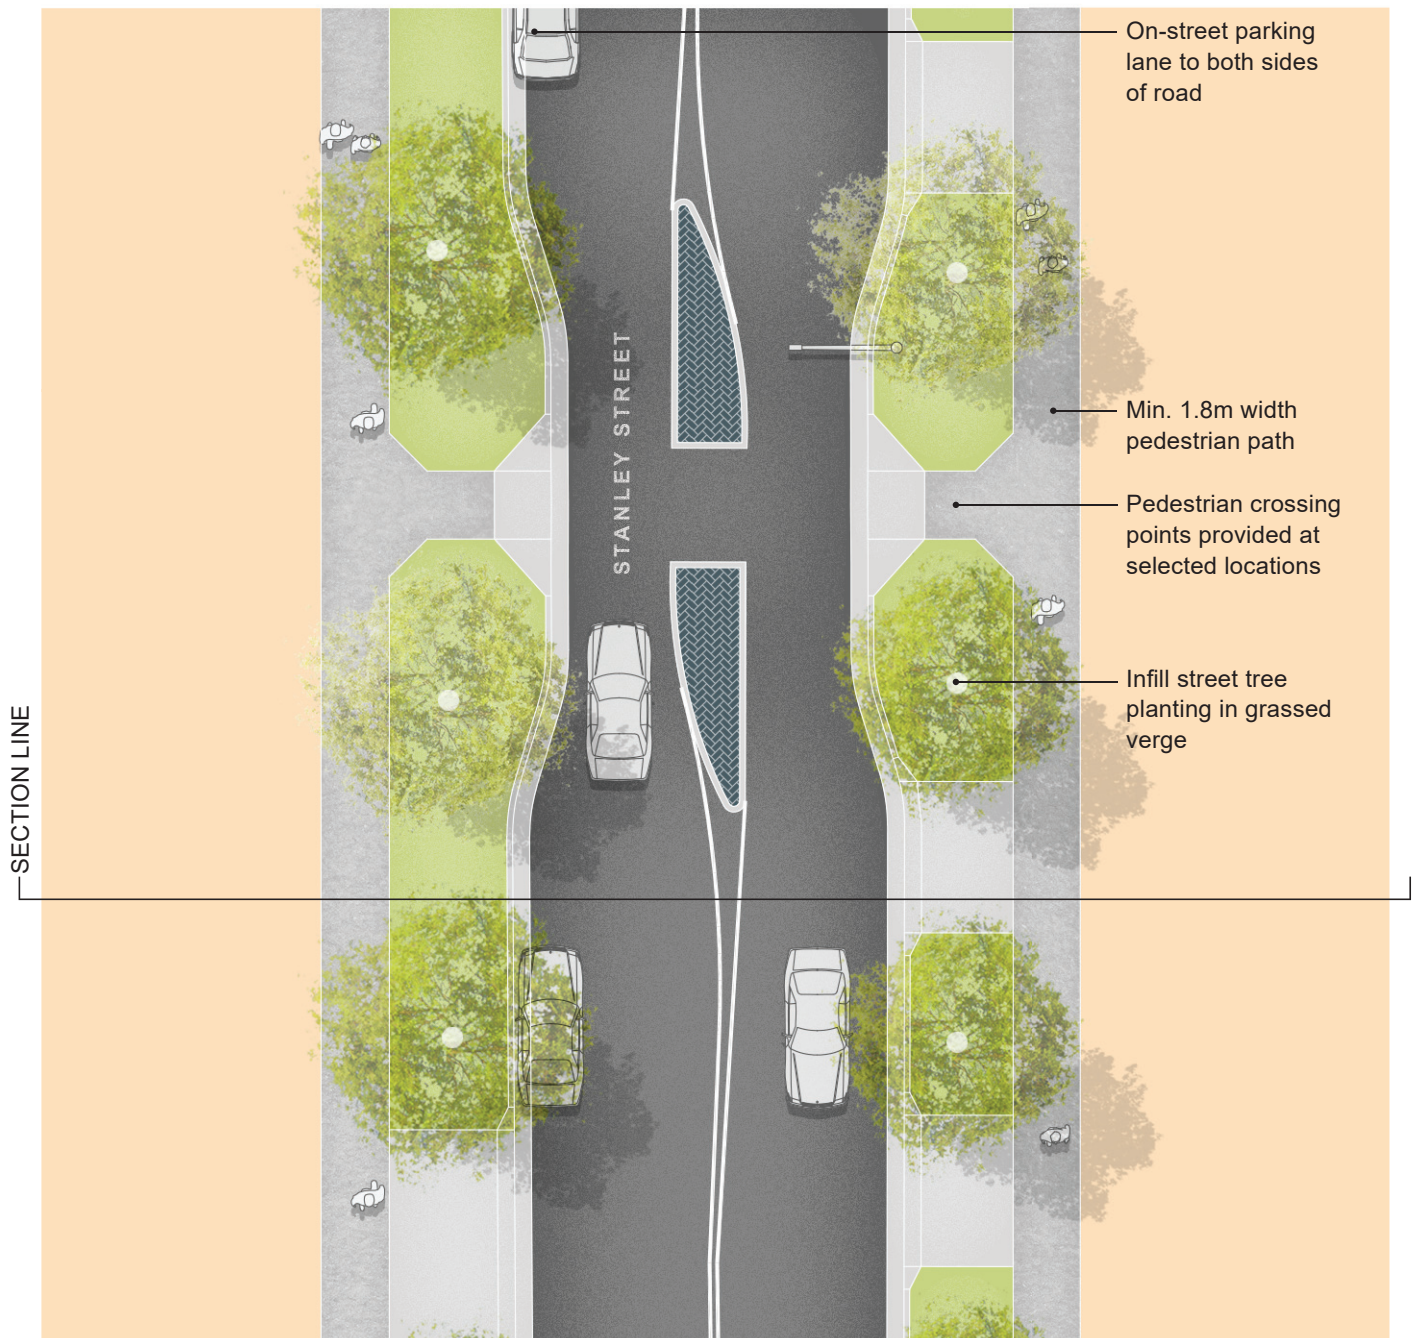 On-street parking
lane to both sides
of road
STANLEY STREET
Min. 1.8m width
pedestrian path
Pedestrian crossing
points provided at
selected locations
Infill street tree
planting in grassed
verge
SECTION LINE